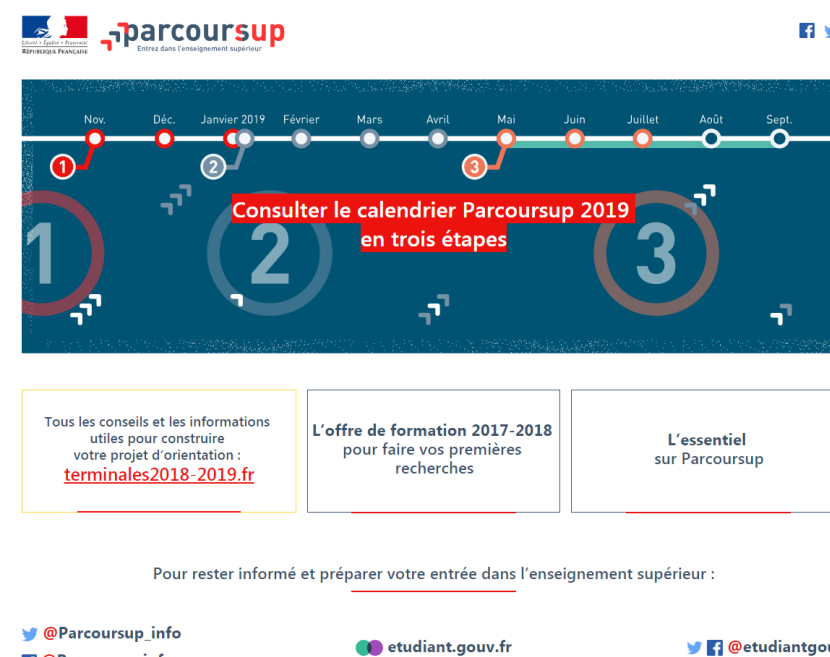 Liberté • Égalité • Fraternité
RÉPUBLIQUE FRANÇAISE
parcoursup
Entrez dans l'enseignement supérieur
Nov. Déc. Janvier 2019 Février Mars Avril Mai Juin Juillet Août Sept.
1 2 3
Consulter le calendrier Parcoursup 2019
en trois étapes
1 2 3
Tous les conseils et les informations
utiles pour construire
votre projet d'orientation :
terminales2018-2019.fr
L'offre de formation 2017-2018
pour faire vos premières
recherches
L'essentiel
sur Parcoursup
Pour rester informé et préparer votre entrée dans l'enseignement supérieur :
@Parcoursup_info
etudiant.gouv.fr
@etudiantgou